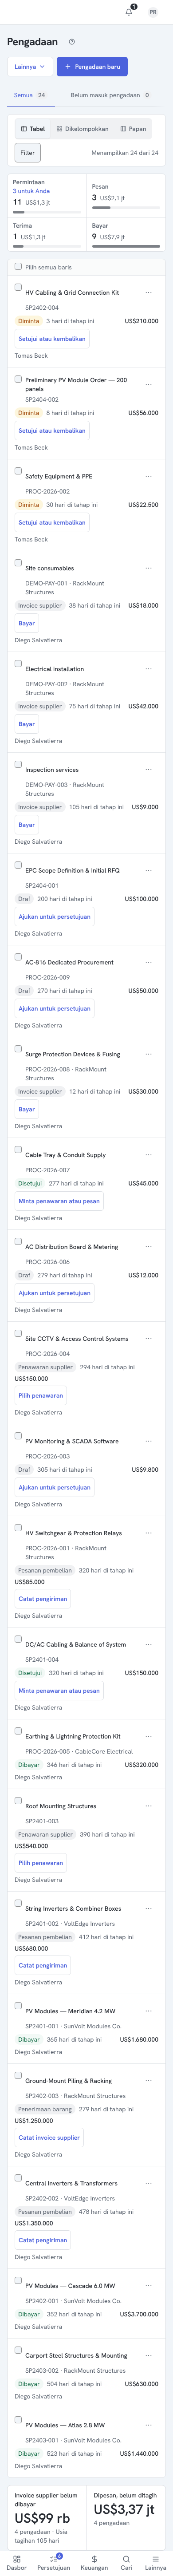 1
PR
Pengadaan
Lainnya
Pengadaan baru
Semua 24
Belum masuk pengadaan 0
Tabel
Dikelompokkan
Papan
Filter
Menampilkan 24 dari 24
Permintaan
3 untuk Anda
11 US$1,3 jt
Pesan
3 US$2,1 jt
Terima
1 US$1,3 jt
Bayar
9 US$7,9 jt
Pilih semua baris
HV Cabling & Grid Connection Kit
SP2402-004
Diminta 3 hari di tahap ini US$210.000
Setujui atau kembalikan
Tomas Beck
Preliminary PV Module Order — 200
panels
SP2404-002
Diminta 8 hari di tahap ini US$56.000
Setujui atau kembalikan
Tomas Beck
Safety Equipment & PPE
PROC-2026-002
Diminta 30 hari di tahap ini US$22.500
Setujui atau kembalikan
Tomas Beck
Site consumables
DEMO-PAY-001 · RackMount
Structures
Invoice supplier 38 hari di tahap ini US$18.000
Bayar
Diego Salvatierra
Electrical installation
DEMO-PAY-002 · RackMount
Structures
Invoice supplier 75 hari di tahap ini US$42.000
Bayar
Diego Salvatierra
Inspection services
DEMO-PAY-003 · RackMount
Structures
Invoice supplier 105 hari di tahap ini US$9.000
Bayar
Diego Salvatierra
EPC Scope Definition & Initial RFQ
SP2404-001
Draf 200 hari di tahap ini US$100.000
Ajukan untuk persetujuan
Diego Salvatierra
AC-816 Dedicated Procurement
PROC-2026-009
Draf 270 hari di tahap ini US$50.000
Ajukan untuk persetujuan
Diego Salvatierra
Surge Protection Devices & Fusing
PROC-2026-008 · RackMount
Structures
Invoice supplier 12 hari di tahap ini US$30.000
Bayar
Diego Salvatierra
Cable Tray & Conduit Supply
PROC-2026-007
Disetujui 277 hari di tahap ini US$45.000
Minta penawaran atau pesan
Diego Salvatierra
AC Distribution Board & Metering
PROC-2026-006
Draf 279 hari di tahap ini US$12.000
Ajukan untuk persetujuan
Diego Salvatierra
Site CCTV & Access Control Systems
PROC-2026-004
Penawaran supplier 294 hari di tahap ini
US$150.000
Pilih penawaran
Diego Salvatierra
PV Monitoring & SCADA Software
PROC-2026-003
Draf 305 hari di tahap ini US$9.800
Ajukan untuk persetujuan
Diego Salvatierra
HV Switchgear & Protection Relays
PROC-2026-001 · RackMount
Structures
Pesanan pembelian 320 hari di tahap ini
US$85.000
Catat pengiriman
Diego Salvatierra
DC/AC Cabling & Balance of System
SP2401-004
Disetujui 320 hari di tahap ini US$150.000
Minta penawaran atau pesan
Diego Salvatierra
Earthing & Lightning Protection Kit
PROC-2026-005 · CableCore Electrical
Dibayar 346 hari di tahap ini US$320.000
Diego Salvatierra
Roof Mounting Structures
SP2401-003
Penawaran supplier 390 hari di tahap ini
US$540.000
Pilih penawaran
Diego Salvatierra
String Inverters & Combiner Boxes
SP2401-002 · VoltEdge Inverters
Pesanan pembelian 412 hari di tahap ini
US$680.000
Catat pengiriman
Diego Salvatierra
PV Modules — Meridian 4.2 MW
SP2401-001 · SunVolt Modules Co.
Dibayar 365 hari di tahap ini US$1.680.000
Diego Salvatierra
Ground-Mount Piling & Racking
SP2402-003 · RackMount Structures
Penerimaan barang 279 hari di tahap ini
US$1.250.000
Catat invoice supplier
Diego Salvatierra
Central Inverters & Transformers
SP2402-002 · VoltEdge Inverters
Pesanan pembelian 478 hari di tahap ini
US$1.350.000
Catat pengiriman
Diego Salvatierra
PV Modules — Cascade 6.0 MW
SP2402-001 · SunVolt Modules Co.
Dibayar 352 hari di tahap ini US$3.700.000
Diego Salvatierra
Carport Steel Structures & Mounting
SP2403-002 · RackMount Structures
Dibayar 504 hari di tahap ini US$630.000
Diego Salvatierra
PV Modules — Atlas 2.8 MW
SP2403-001 · SunVolt Modules Co.
Dibayar 523 hari di tahap ini US$1.440.000
Diego Salvatierra
Invoice supplier belum
dibayar
US$99 rb
4 pengadaan · Usia
tagihan 105 hari
Dipesan, belum ditagih
US$3,37 jt
4 pengadaan
Dasbor
6
Persetujuan
Keuangan
Cari
Lainnya